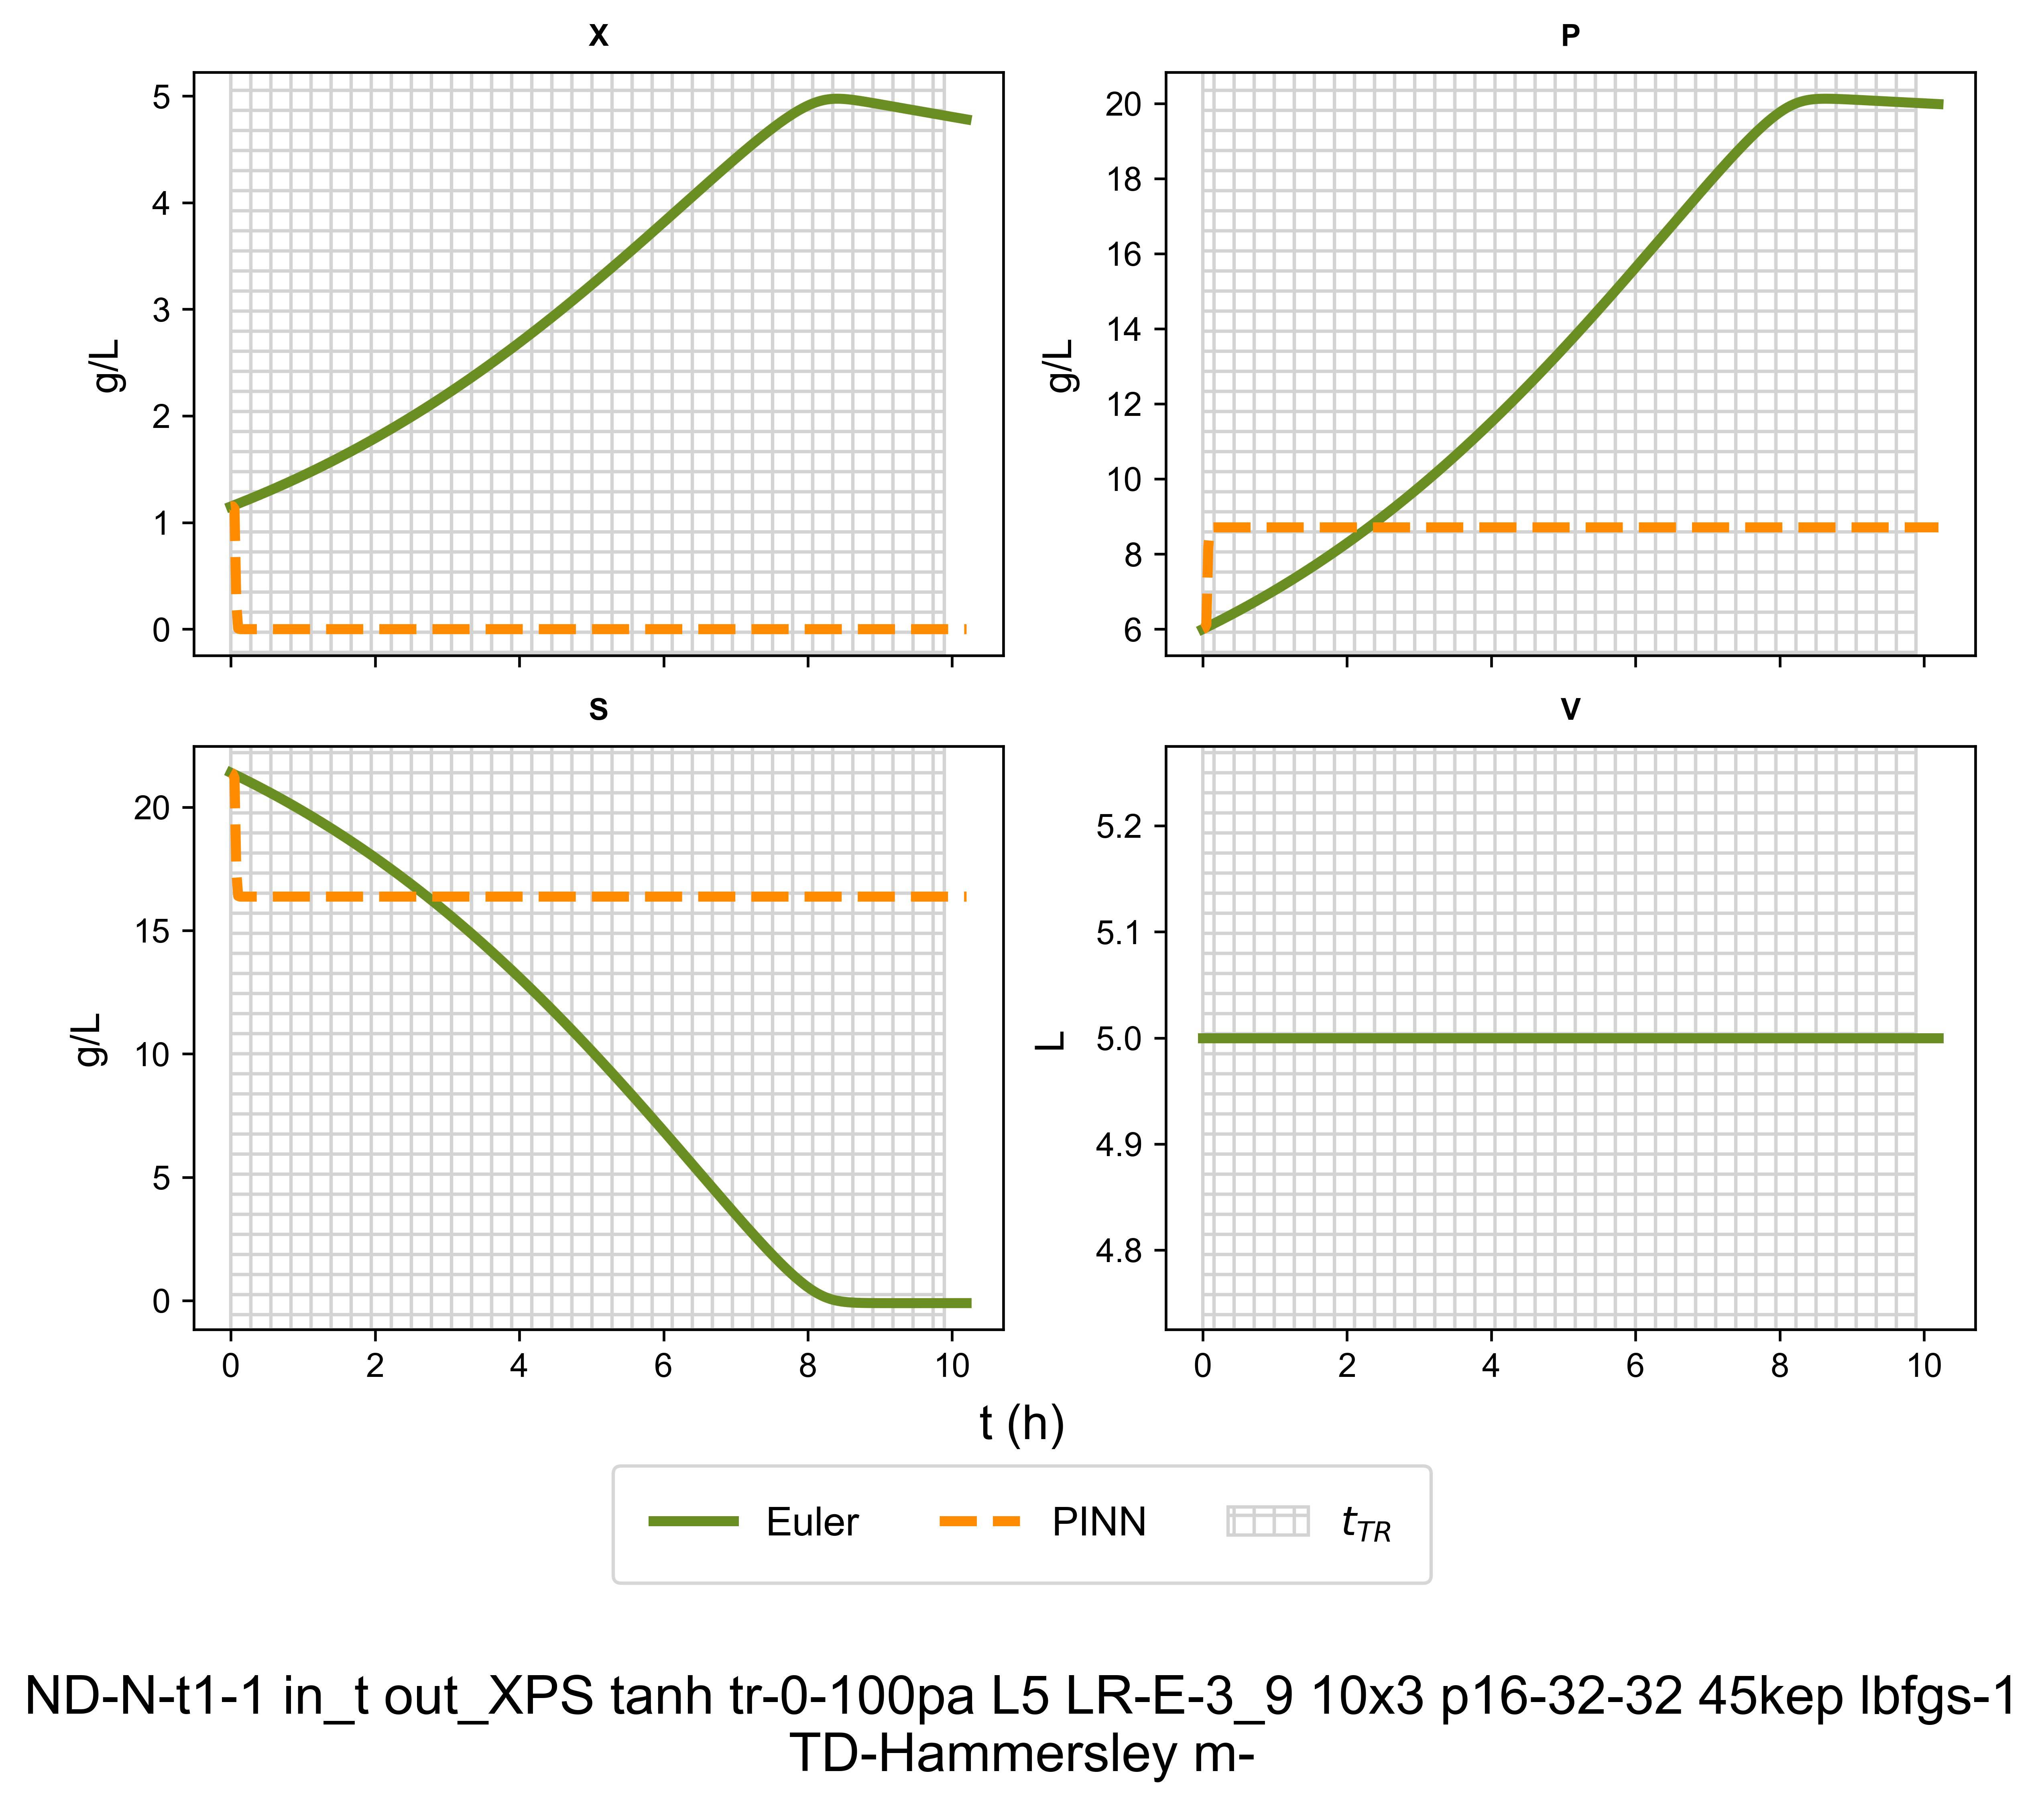 X
P
5
4
3
2
1
0
g/L
20
18
16
14
12
10
8
6
g/L
S
V
20
15
10
5
0
g/L
5.2
5.1
5.0
4.9
4.8
L
0 2 4 6 8 10
0 2 4 6 8 10
t (h)
Euler PINN t_TR
ND-N-t1-1 in_t out_XPS tanh tr-0-100pa L5 LR-E-3_9 10x3 p16-32-32 45kep lbfgs-1
TD-Hammersley m-